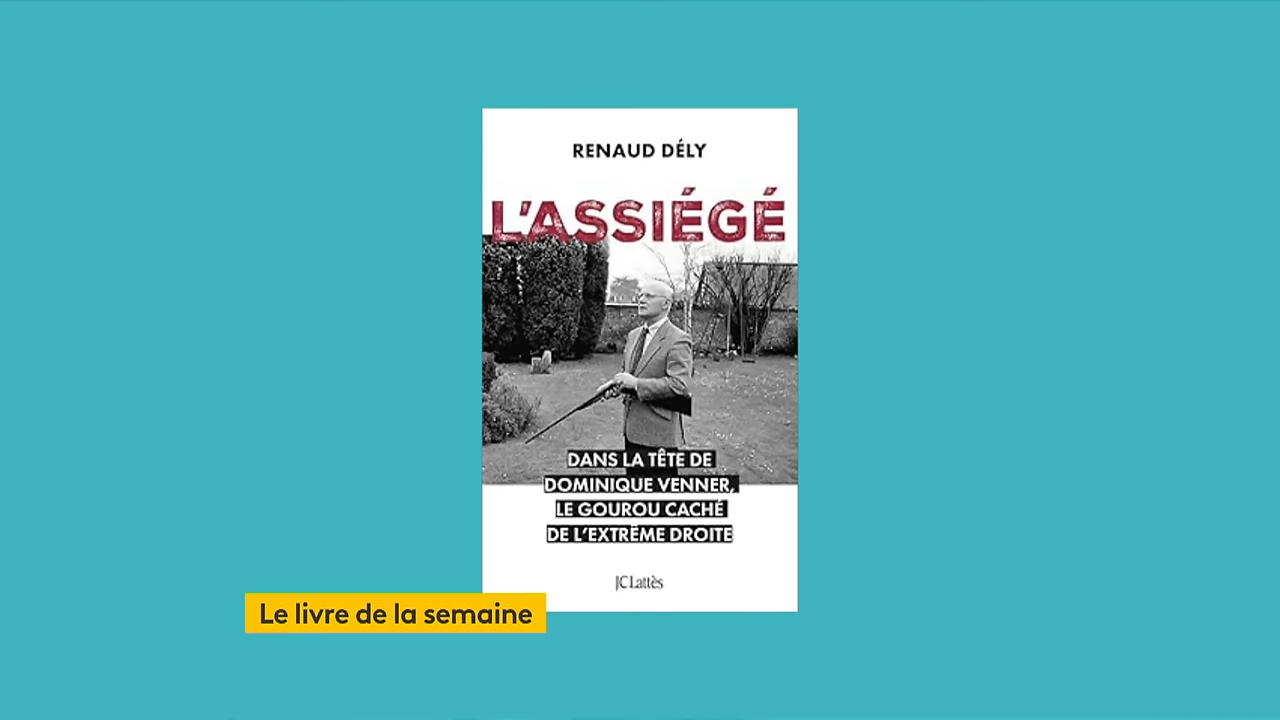 RENAUD DÉLY
L'ASSIÉGÉ
DANS LA TÊTE DE
DOMINIQUE VENNER,
LE GOUROU CACHÉ
DE L'EXTRÊME DROITE
JC Lattès
Le livre de la semaine